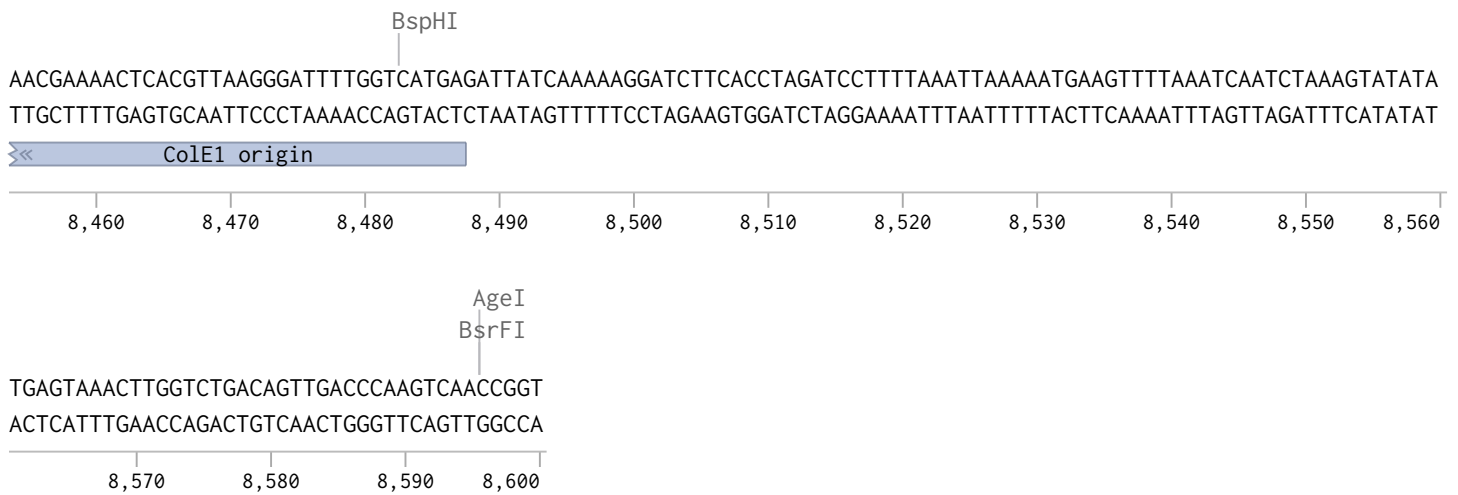 BspHI
AACGAAAACTCACGTTAAGGGATTTTGGTCATGAGATTATCAAAAAGGATCTTCACCTAGATCCTTTTAAATTAAAAATGAAGTTTTAAATCAATCTAAAGTATATA
TTGCTTTTGAGTGCAATTCCCTAAAACCAGTACTCTAATAGTTTTTCCTAGAAGTGGATCTAGGAAAATTTAATTTTTACTTCAAAATTTAGTTAGATTTCATATAT
ColE1 origin
8,460 8,470 8,480 8,490 8,500 8,510 8,520 8,530 8,540 8,550 8,560
AgeI
BsrFI
TGAGTAAACTTGGTCTGACAGTTGACCCAAGTCAACCGGT
ACTCATTTGAACCAGACTGTCAACTGGGTTCAGTTGGCCA
8,570 8,580 8,590 8,600